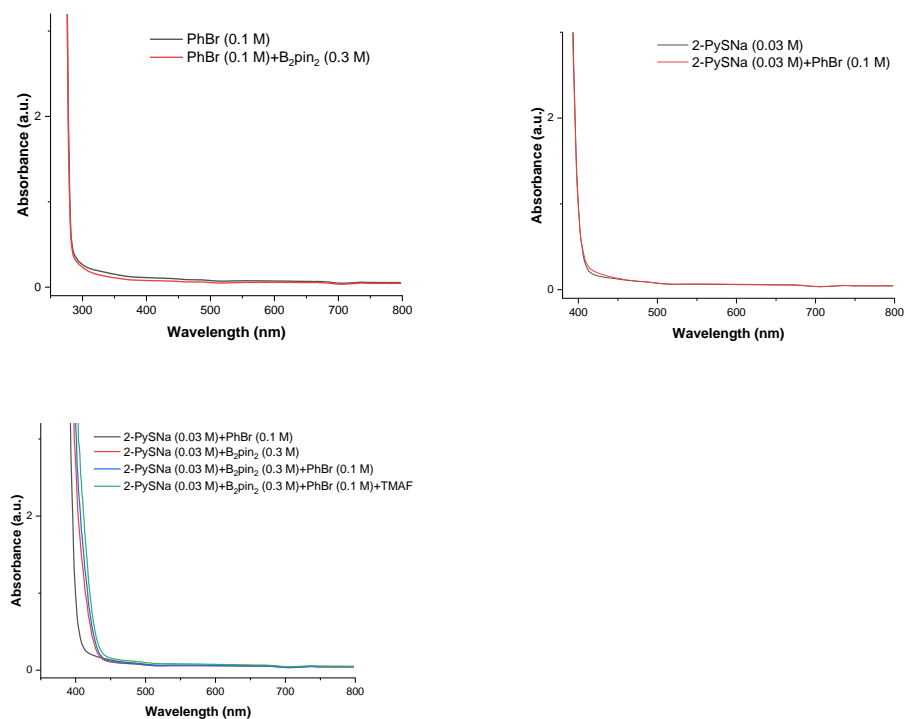 PhBr (0.1 M)
PhBr (0.1 M)+B₂pin₂ (0.3 M)
2
0
Absorbance (a.u.)
300 400 500 600 700 800
Wavelength (nm)
2-PySNa (0.03 M)
2-PySNa (0.03 M)+PhBr (0.1 M)
2
0
Absorbance (a.u.)
400 500 600 700 800
Wavelength (nm)
2-PySNa (0.03 M)+PhBr (0.1 M)
2-PySNa (0.03 M)+B₂pin₂ (0.3 M)
2-PySNa (0.03 M)+B₂pin₂ (0.3 M)+PhBr (0.1 M)
2-PySNa (0.03 M)+B₂pin₂ (0.3 M)+PhBr (0.1 M)+TMAF
2
0
Absorbance (a.u.)
400 500 600 700 800
Wavelength (nm)